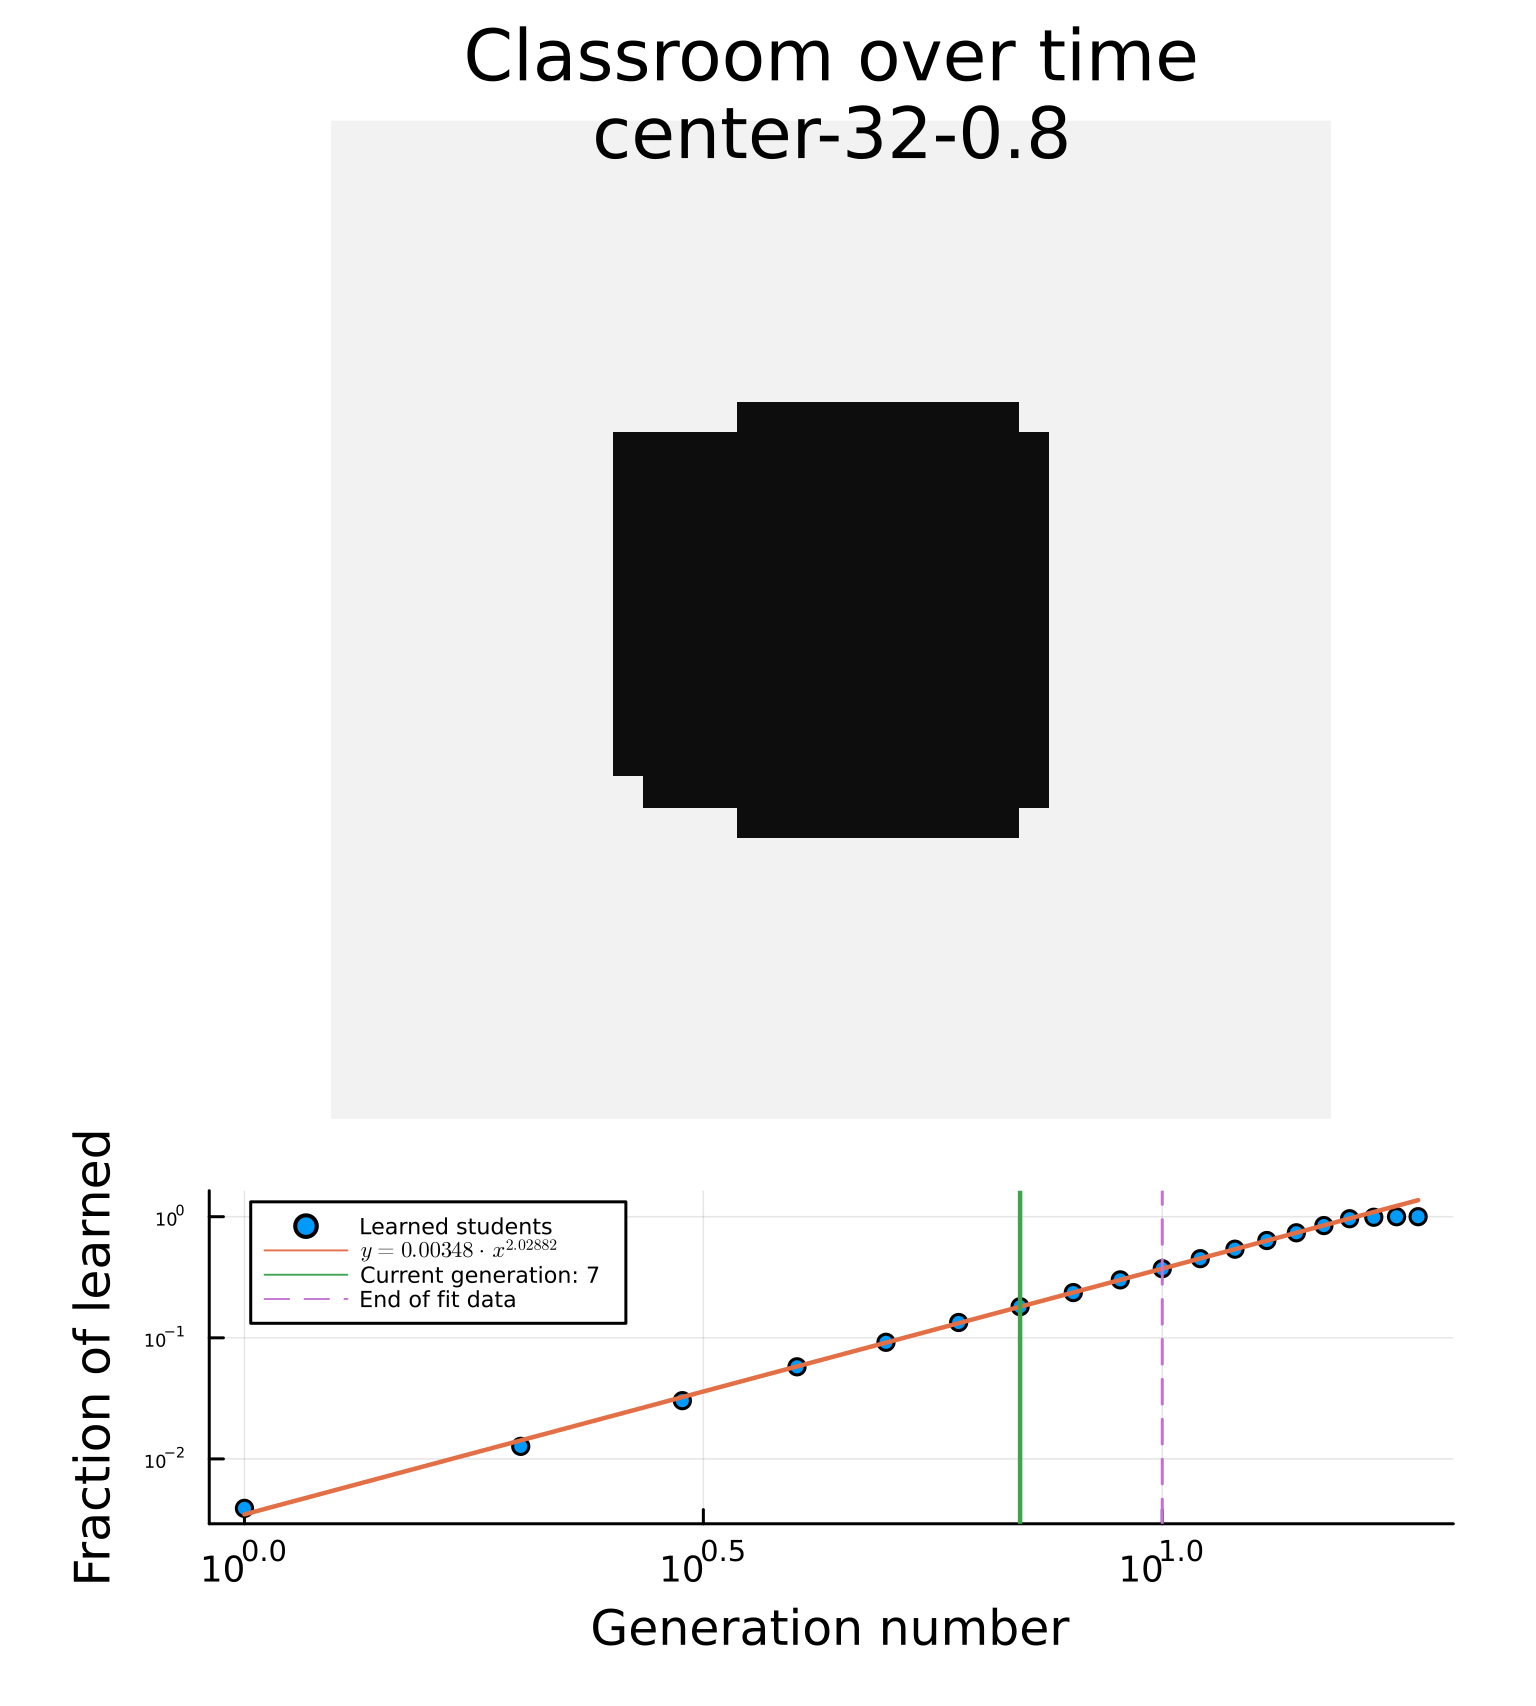 Classroom over time
center-32-0.8
Fraction of learned
10⁰
10⁻¹
10⁻²
Learned students
y = 0.00348 · x^{2.02882}
Current generation: 7
End of fit data
10^{0.0}
10^{0.5}
10^{1.0}
Generation number